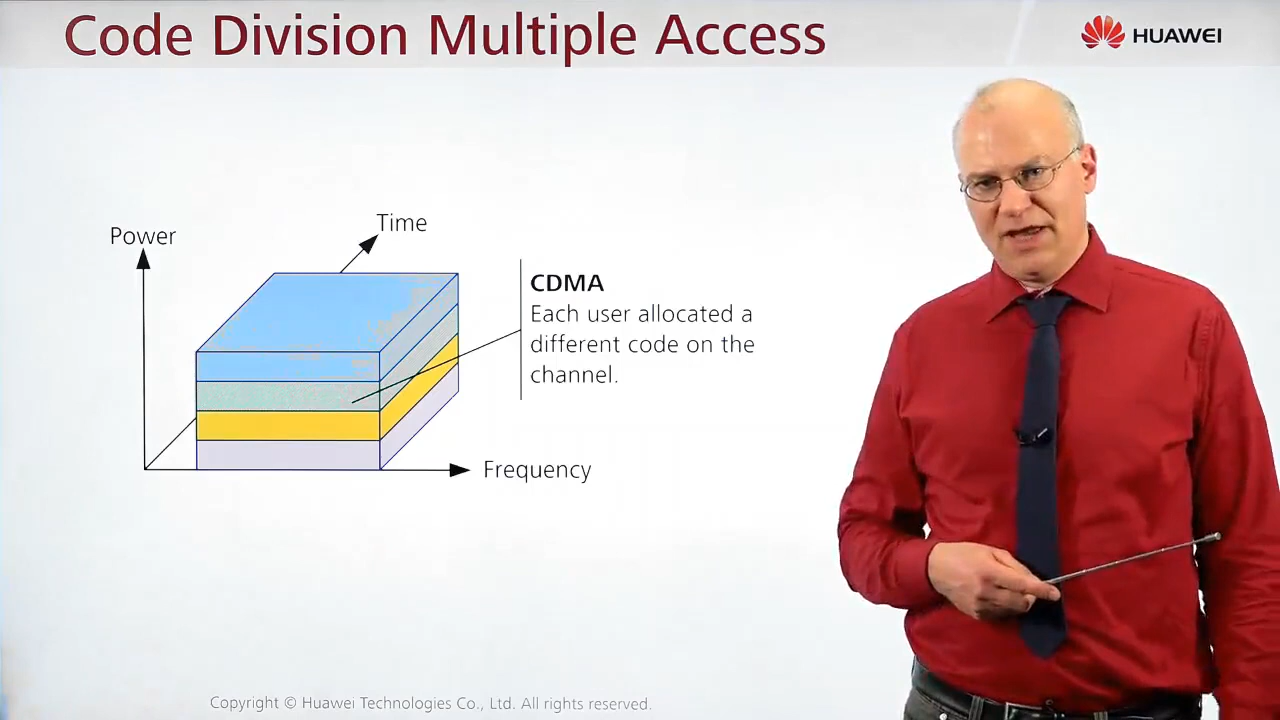 Code Division Multiple Access
HUAWEI
Time
Power
CDMA
Each user allocated a
different code on the
channel.
Frequency
Copyright © Huawei Technologies Co., Ltd. All rights reserved.